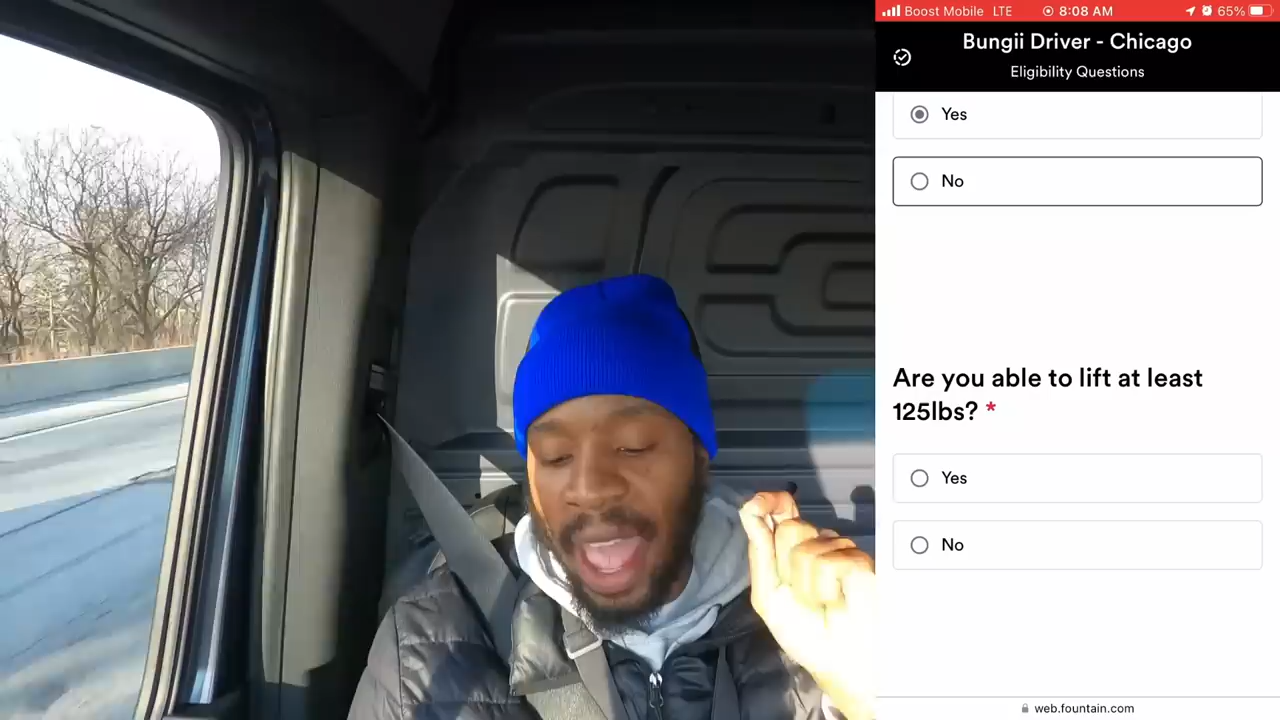 Boost Mobile LTE 8:08 AM 65%
Bungii Driver - Chicago
Eligibility Questions
Yes
No
Are you able to lift at least
125lbs? *
Yes
No
web.fountain.com